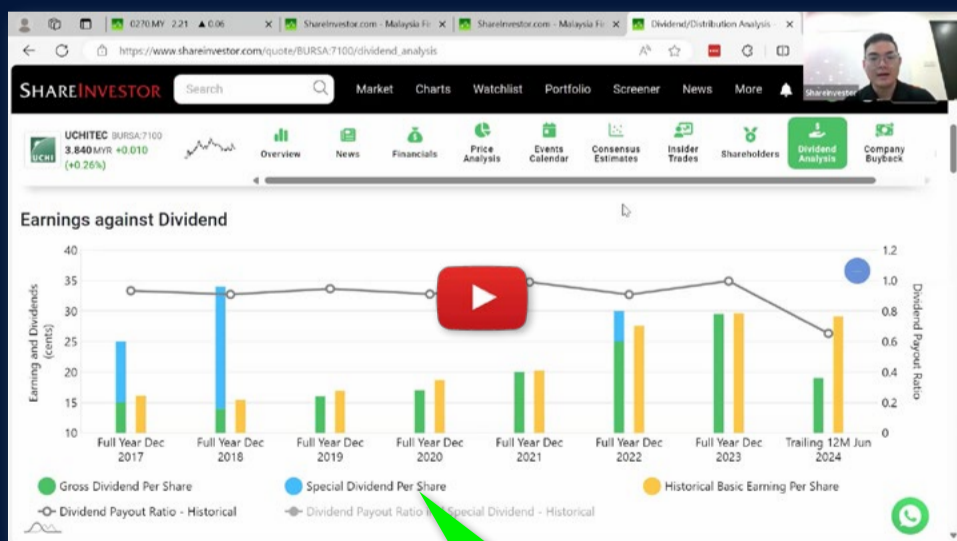 0270.MY 2.21 ▲ 0.06
ShareInvestor.com - Malaysia Fir
ShareInvestor.com - Malaysia Fir
Dividend/Distribution Analysis -
https://www.shareinvestor.com/quote/BURSA:7100/dividend_analysis
ShareInvestor
SHAREINVESTOR
Search
Market
Charts
Watchlist
Portfolio
Screener
News
More
UCHI
UCHITEC BURSA:7100
3.840 MYR +0.010
(+0.26%)
Overview
News
Financials
Price Analysis
Events Calendar
Consensus Estimates
Insider Trades
Shareholders
Dividend Analysis
Company Buyback
Earnings against Dividend
Earning and Dividends (cents)
40
35
30
25
20
15
10
1.2
1.0
0.8
0.6
0.4
0.2
0
Dividend Payout Ratio
Full Year Dec 2017
Full Year Dec 2018
Full Year Dec 2019
Full Year Dec 2020
Full Year Dec 2021
Full Year Dec 2022
Full Year Dec 2023
Trailing 12M Jun 2024
Gross Dividend Per Share
Special Dividend Per Share
Historical Basic Earning Per Share
Dividend Payout Ratio - Historical
Dividend Payout Ratio Special Dividend - Historical